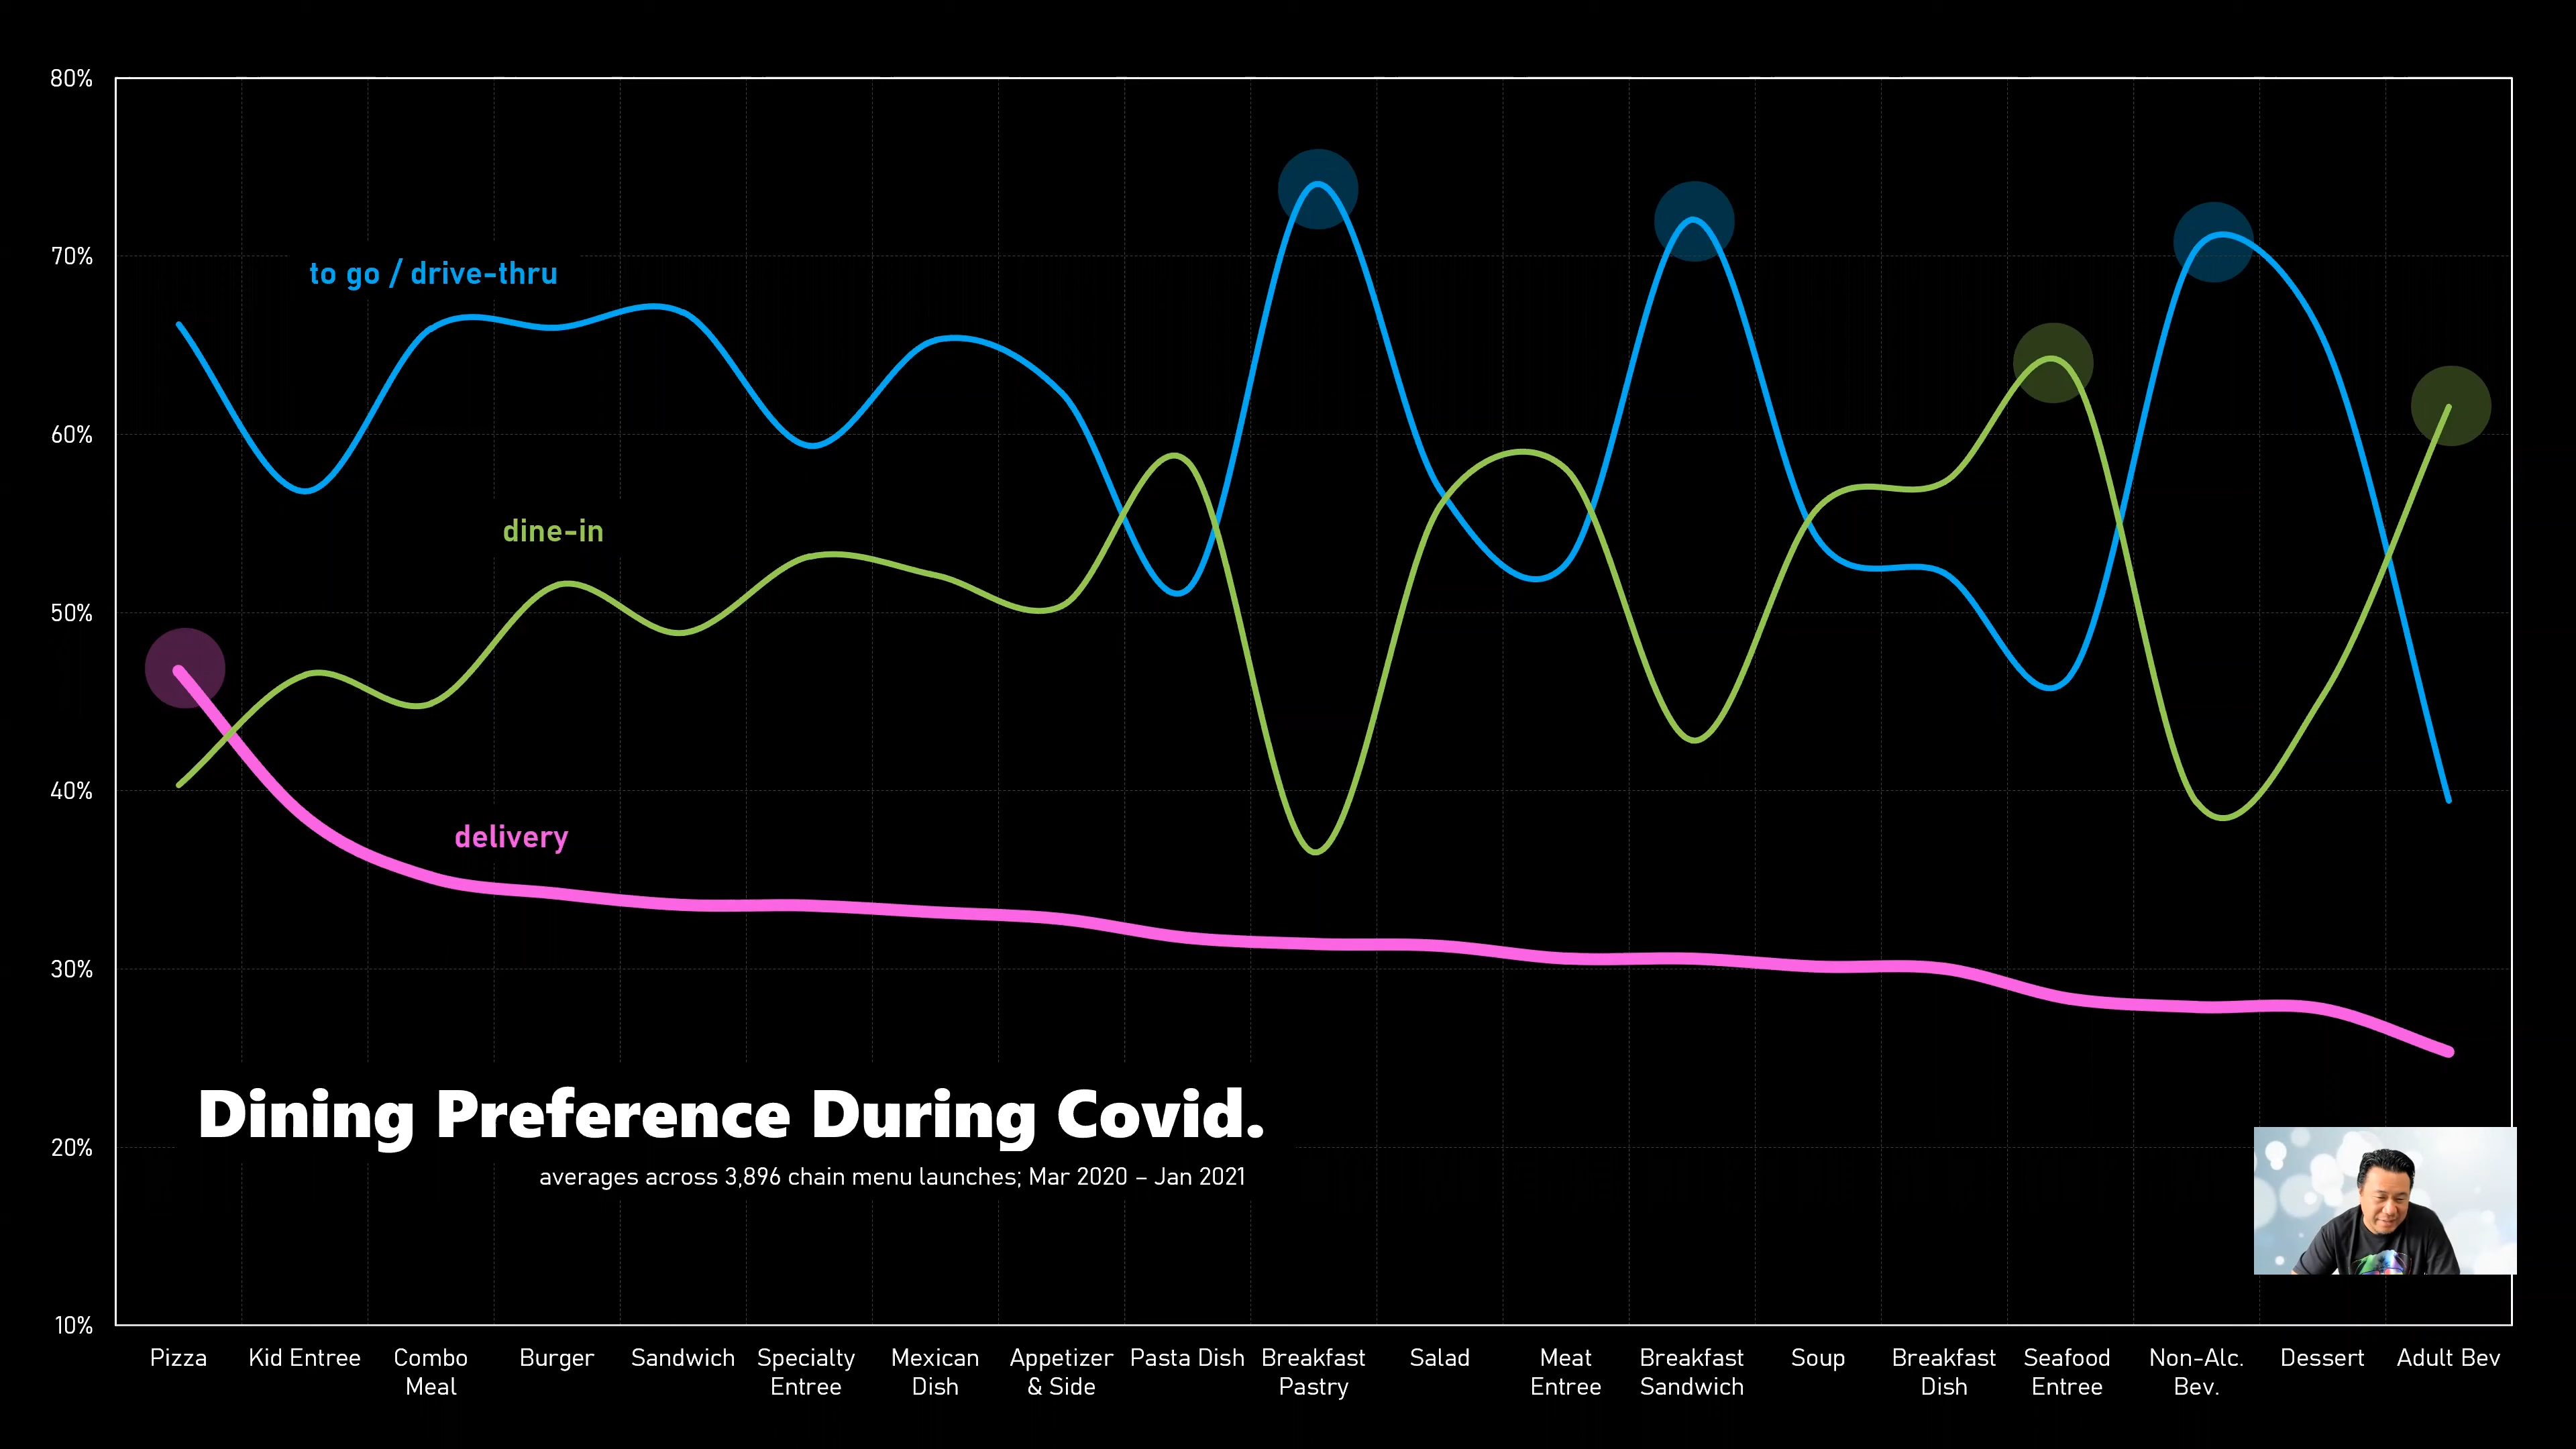 80%
70%
60%
50%
40%
30%
20%
10%
to go / drive-thru
dine-in
delivery
Dining Preference During Covid.
averages across 3,896 chain menu launches; Mar 2020 – Jan 2021
Pizza
Kid Entree
Combo
Meal
Burger
Sandwich
Specialty
Entree
Mexican
Dish
Appetizer
& Side
Pasta Dish
Breakfast
Pastry
Salad
Meat
Entree
Breakfast
Sandwich
Soup
Breakfast
Dish
Seafood
Entree
Non-Alc.
Bev.
Dessert
Adult Bev